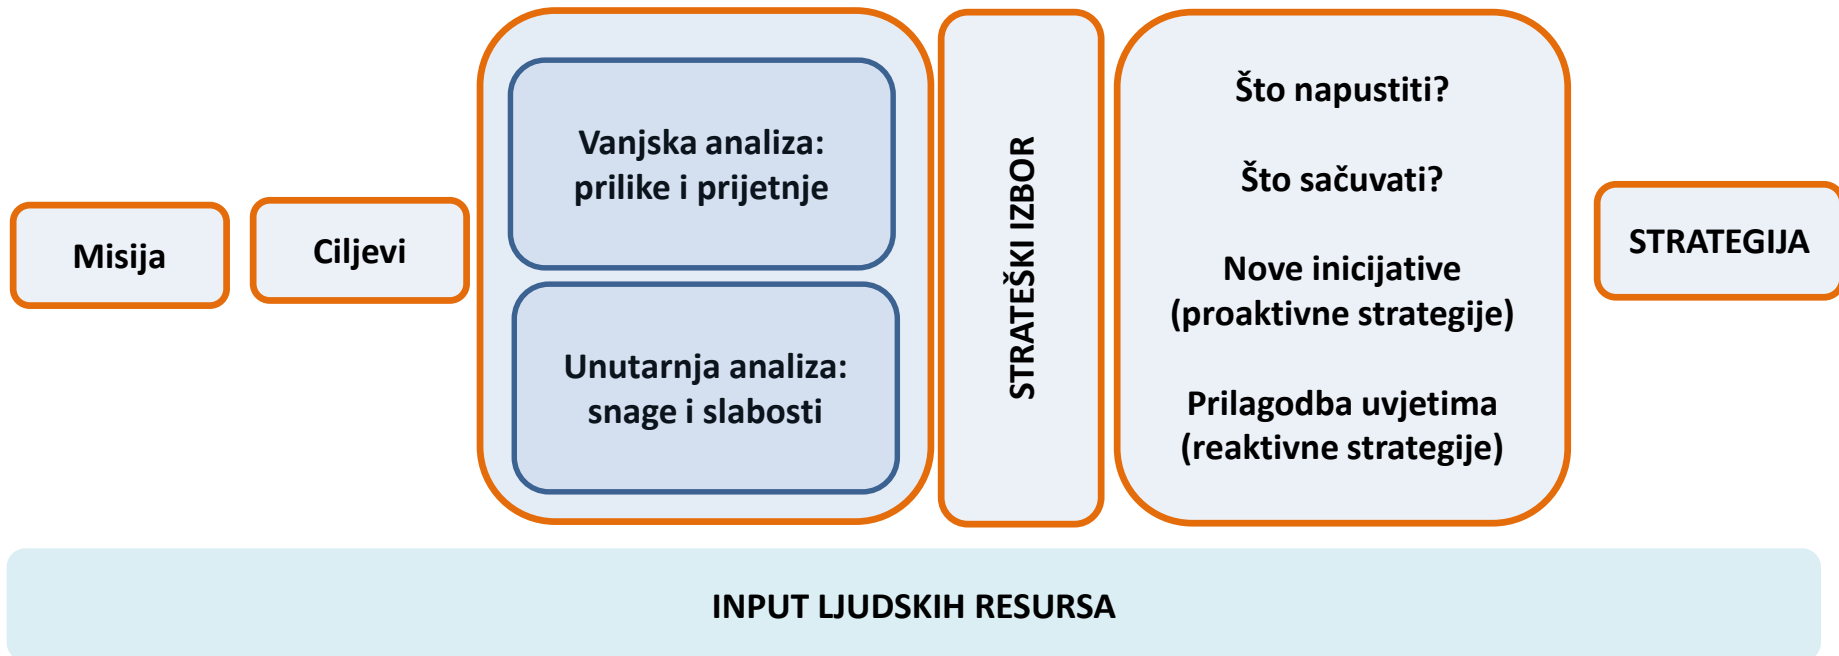 Misija
Ciljevi
Vanjska analiza:
prilike i prijetnje
Unutarnja analiza:
snage i slabosti
STRATEŠKI IZBOR
Što napustiti?
Što sačuvati?
Nove inicijative
(proaktivne strategije)
Prilagodba uvjetima
(reaktivne strategije)
STRATEGIJA
INPUT LJUDSKIH RESURSA